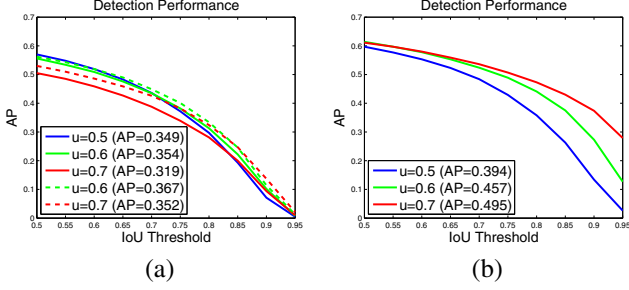 Detection Performance
0.7
0.6
0.5
0.4
0.3
0.2
0.1
0
AP
u=0.5 (AP=0.349)
u=0.6 (AP=0.354)
u=0.7 (AP=0.319)
u=0.6 (AP=0.367)
u=0.7 (AP=0.352)
0.5 0.55 0.6 0.65 0.7 0.75 0.8 0.85 0.9 0.95
IoU Threshold
(a)
Detection Performance
0.7
0.6
0.5
0.4
0.3
0.2
0.1
0
AP
u=0.5 (AP=0.394)
u=0.6 (AP=0.457)
u=0.7 (AP=0.495)
0.5 0.55 0.6 0.65 0.7 0.75 0.8 0.85 0.9 0.95
IoU Threshold
(b)